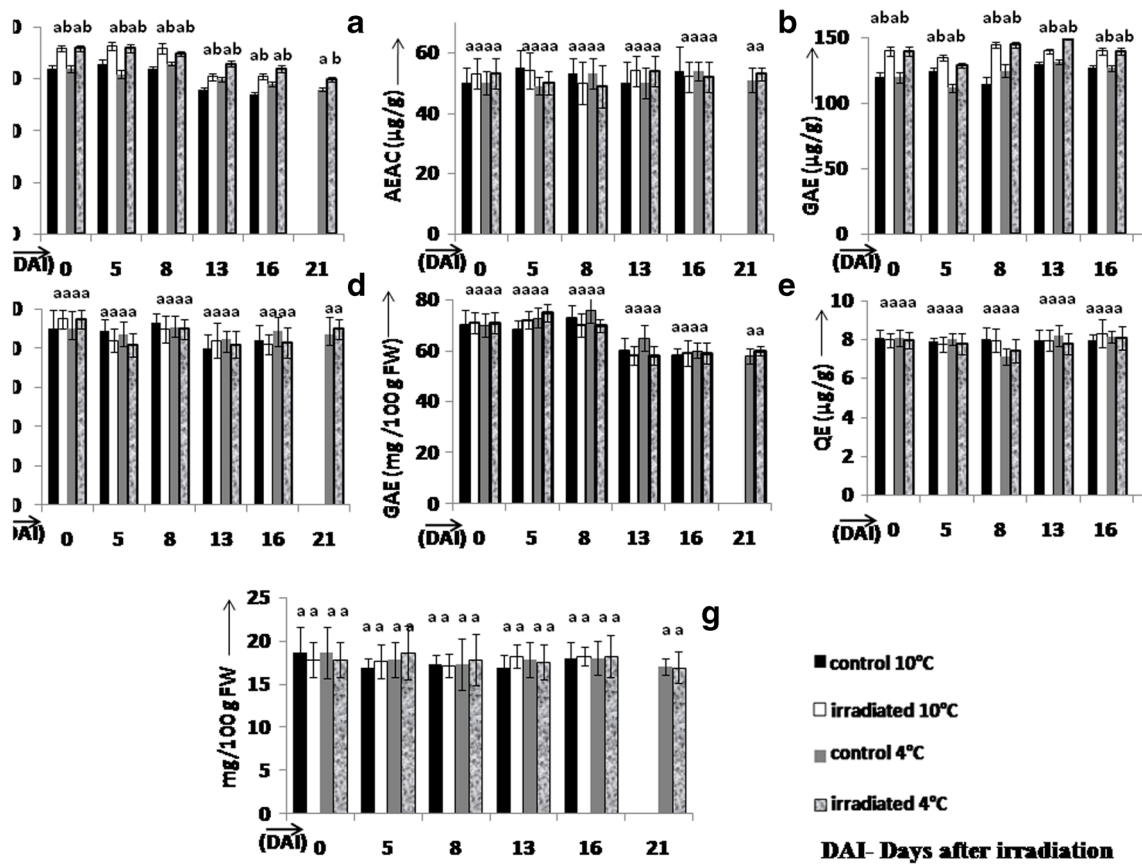 a b
abab abab abab abab ab ab a b
aaaa aaaa aaaa aaaa aaaa aa
abab abab abab abab abab
AEAC (µg/g)
60
40
20
0
GAE (µg/g)
150
100
50
0
(DAI) 0 5 8 13 16 21
(DAI) 0 5 8 13 16 21
(DAI) 0 5 8 13 16
d e
aaaa aaaa aaaa aaaa aaaa aa
aaaa aaaa aaaa aaaa aaaa aa
aaaa aaaa aaaa aaaa aaaa
GAE (mg /100 g FW)
80
60
40
20
0
QE (µg/g)
10
8
6
4
2
0
DAI) 0 5 8 13 16 21
(DAI) 0 5 8 13 16 21
(DAI) 0 5 8 13 16
g
a a a a a a a a a a a a a a a a a a a a a a
mg/100 g FW
25
20
15
10
5
0
(DAI) 0 5 8 13 16 21
control 10°C
irradiated 10°C
control 4°C
irradiated 4°C
DAI- Days after irradiation